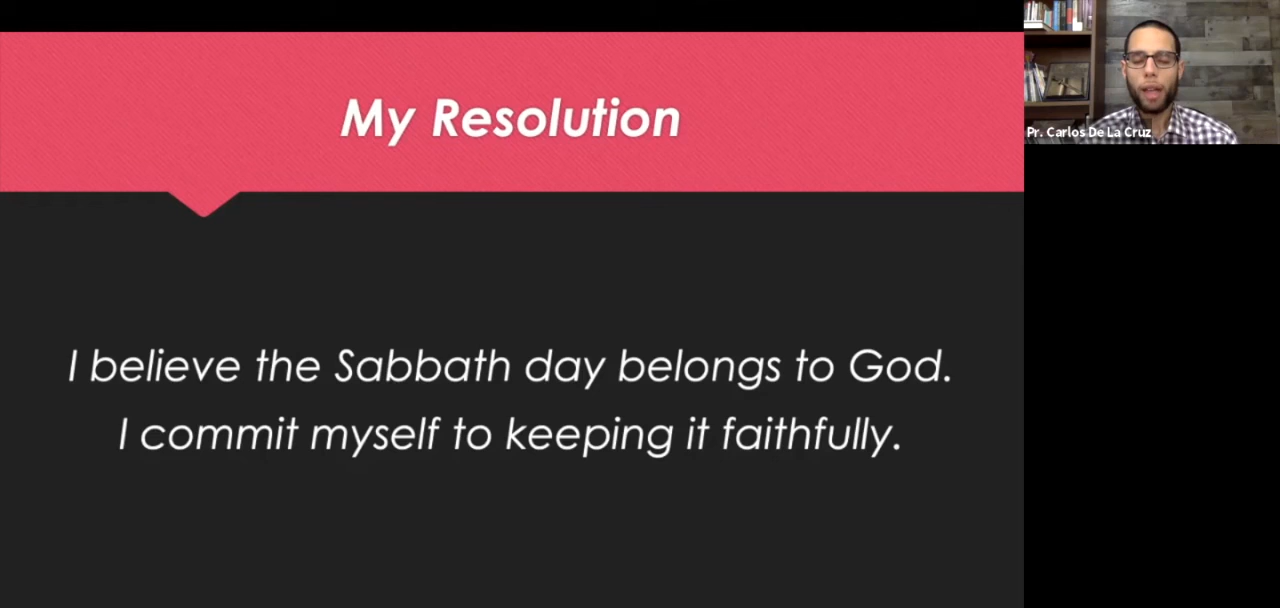 My Resolution
I believe the Sabbath day belongs to God.
I commit myself to keeping it faithfully.
Pr. Carlos De La Cruz